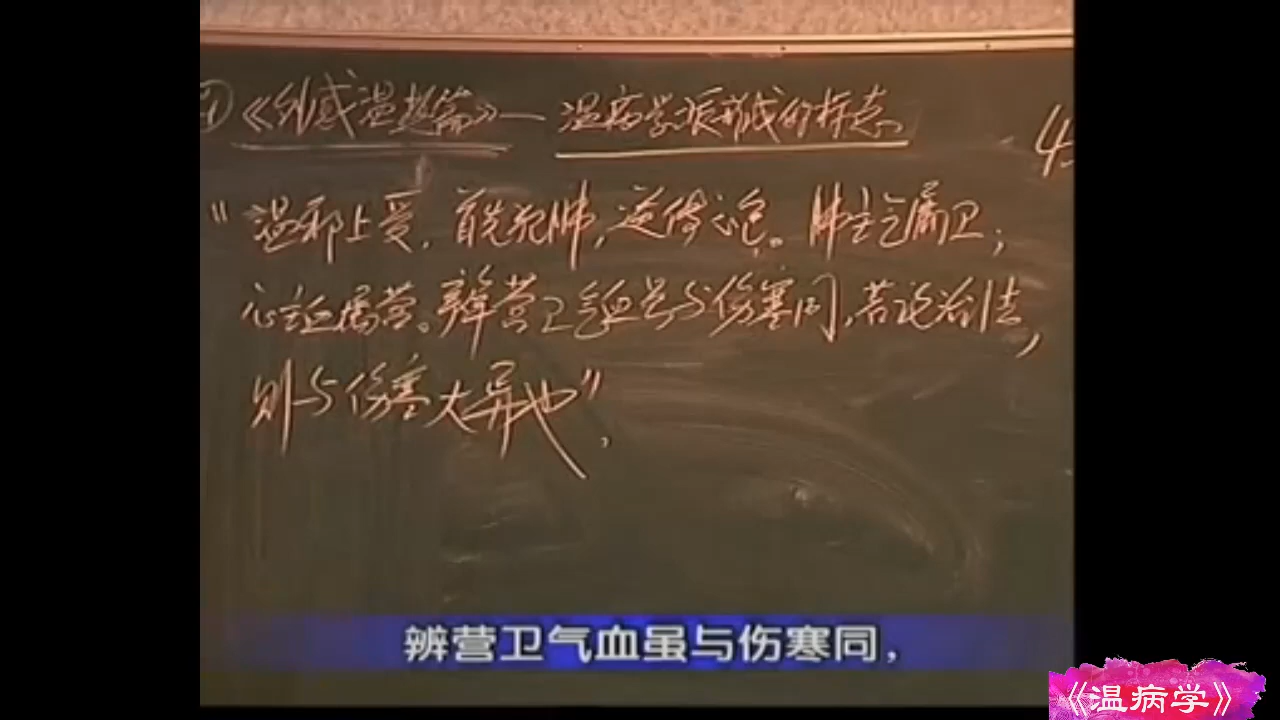 ①《外感温热篇》—温病学派形成的标志
4
"温邪上受，首先犯肺，逆传心包。肺主气属卫；
心主血属营。辨营卫气血虽与伤寒同，若论治法，
则与伤寒大异也"，
辨营卫气血虽与伤寒同，
《温病学》